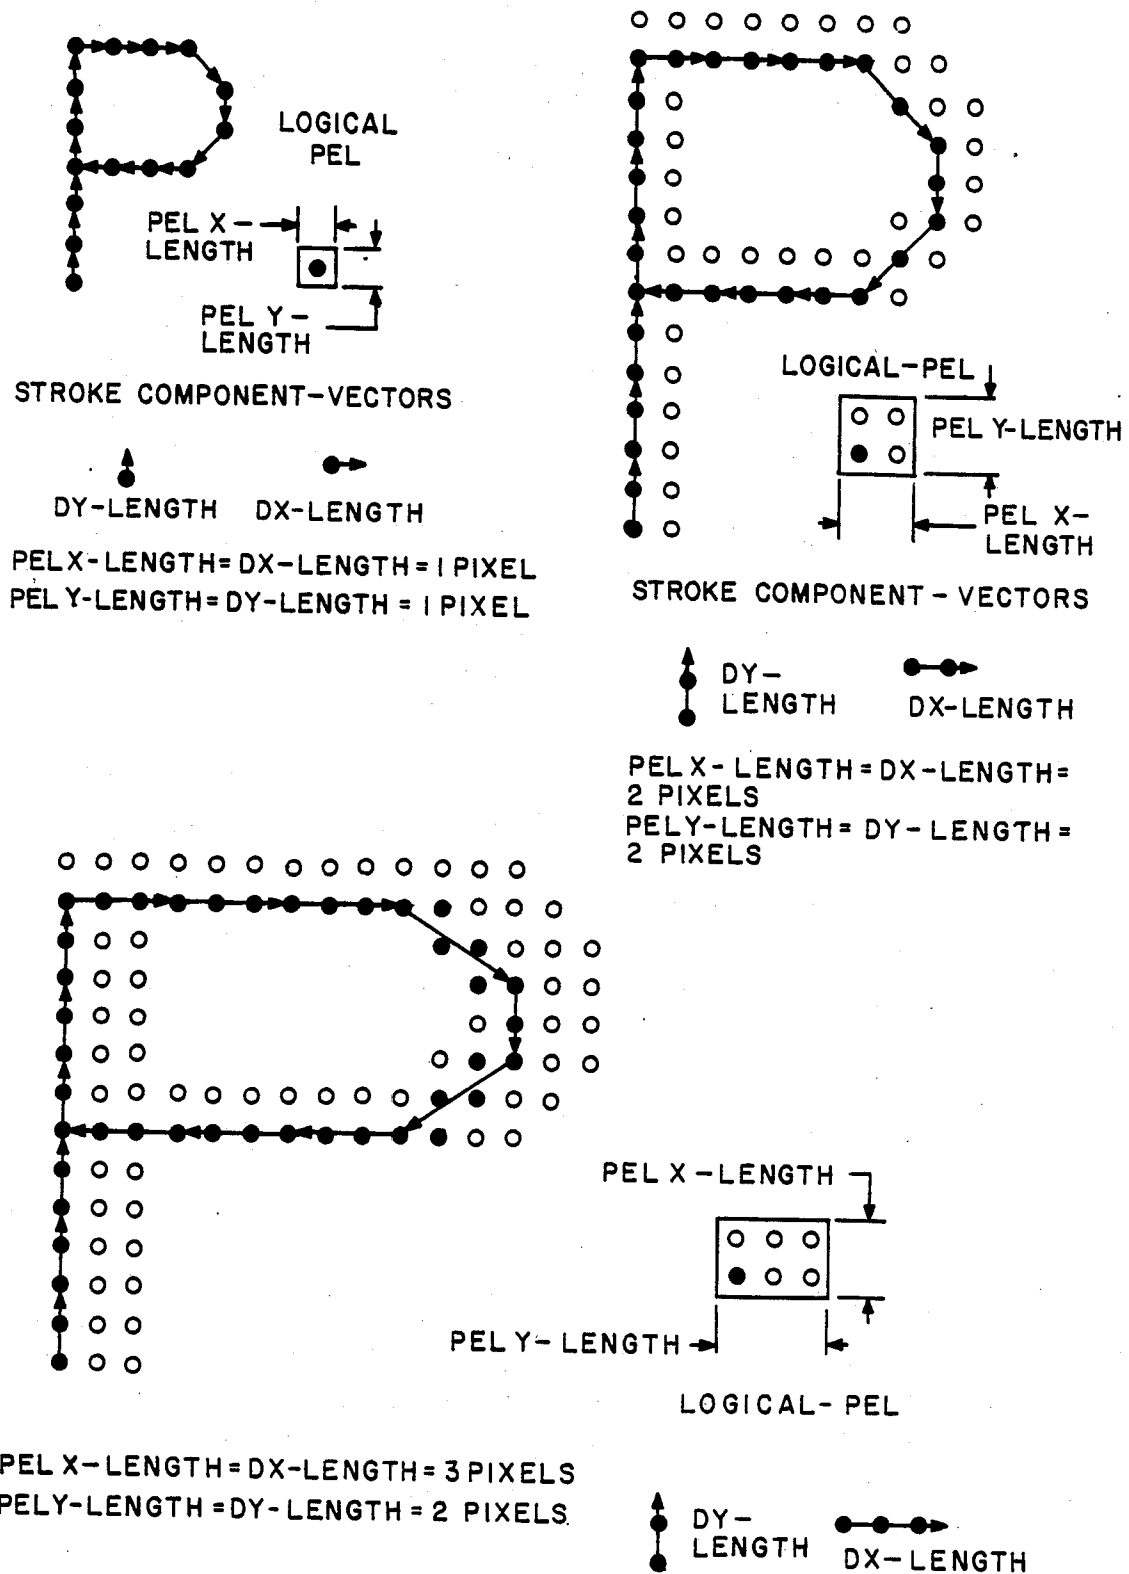 LOGICAL
PEL
PEL X-
LENGTH
PEL Y-
LENGTH
STROKE COMPONENT-VECTORS
DY-LENGTH DX-LENGTH
PELX-LENGTH=DX-LENGTH=1 PIXEL
PEL Y-LENGTH=DY-LENGTH=1 PIXEL
LOGICAL-PEL
PEL Y-LENGTH
PEL X-
LENGTH
STROKE COMPONENT-VECTORS
DY-
LENGTH
DX-LENGTH
PEL X-LENGTH=DX-LENGTH=
2 PIXELS
PELY-LENGTH=DY-LENGTH=
2 PIXELS
PEL X-LENGTH
PEL Y-LENGTH
LOGICAL-PEL
PEL X-LENGTH=DX-LENGTH=3 PIXELS
PELY-LENGTH=DY-LENGTH=2 PIXELS.
DY-
LENGTH
DX-LENGTH